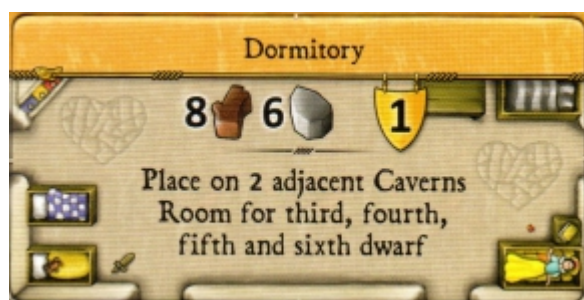 Dormitory
8 6 1
Place on 2 adjacent Caverns
Room for third, fourth,
fifth and sixth dwarf